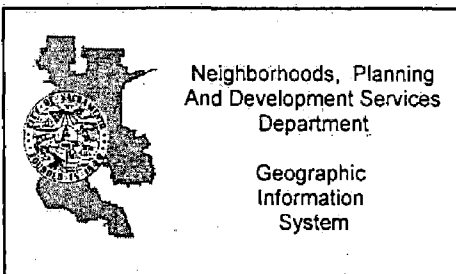 Neighborhoods, Planning
And Development Services
Department
Geographic
Information
System